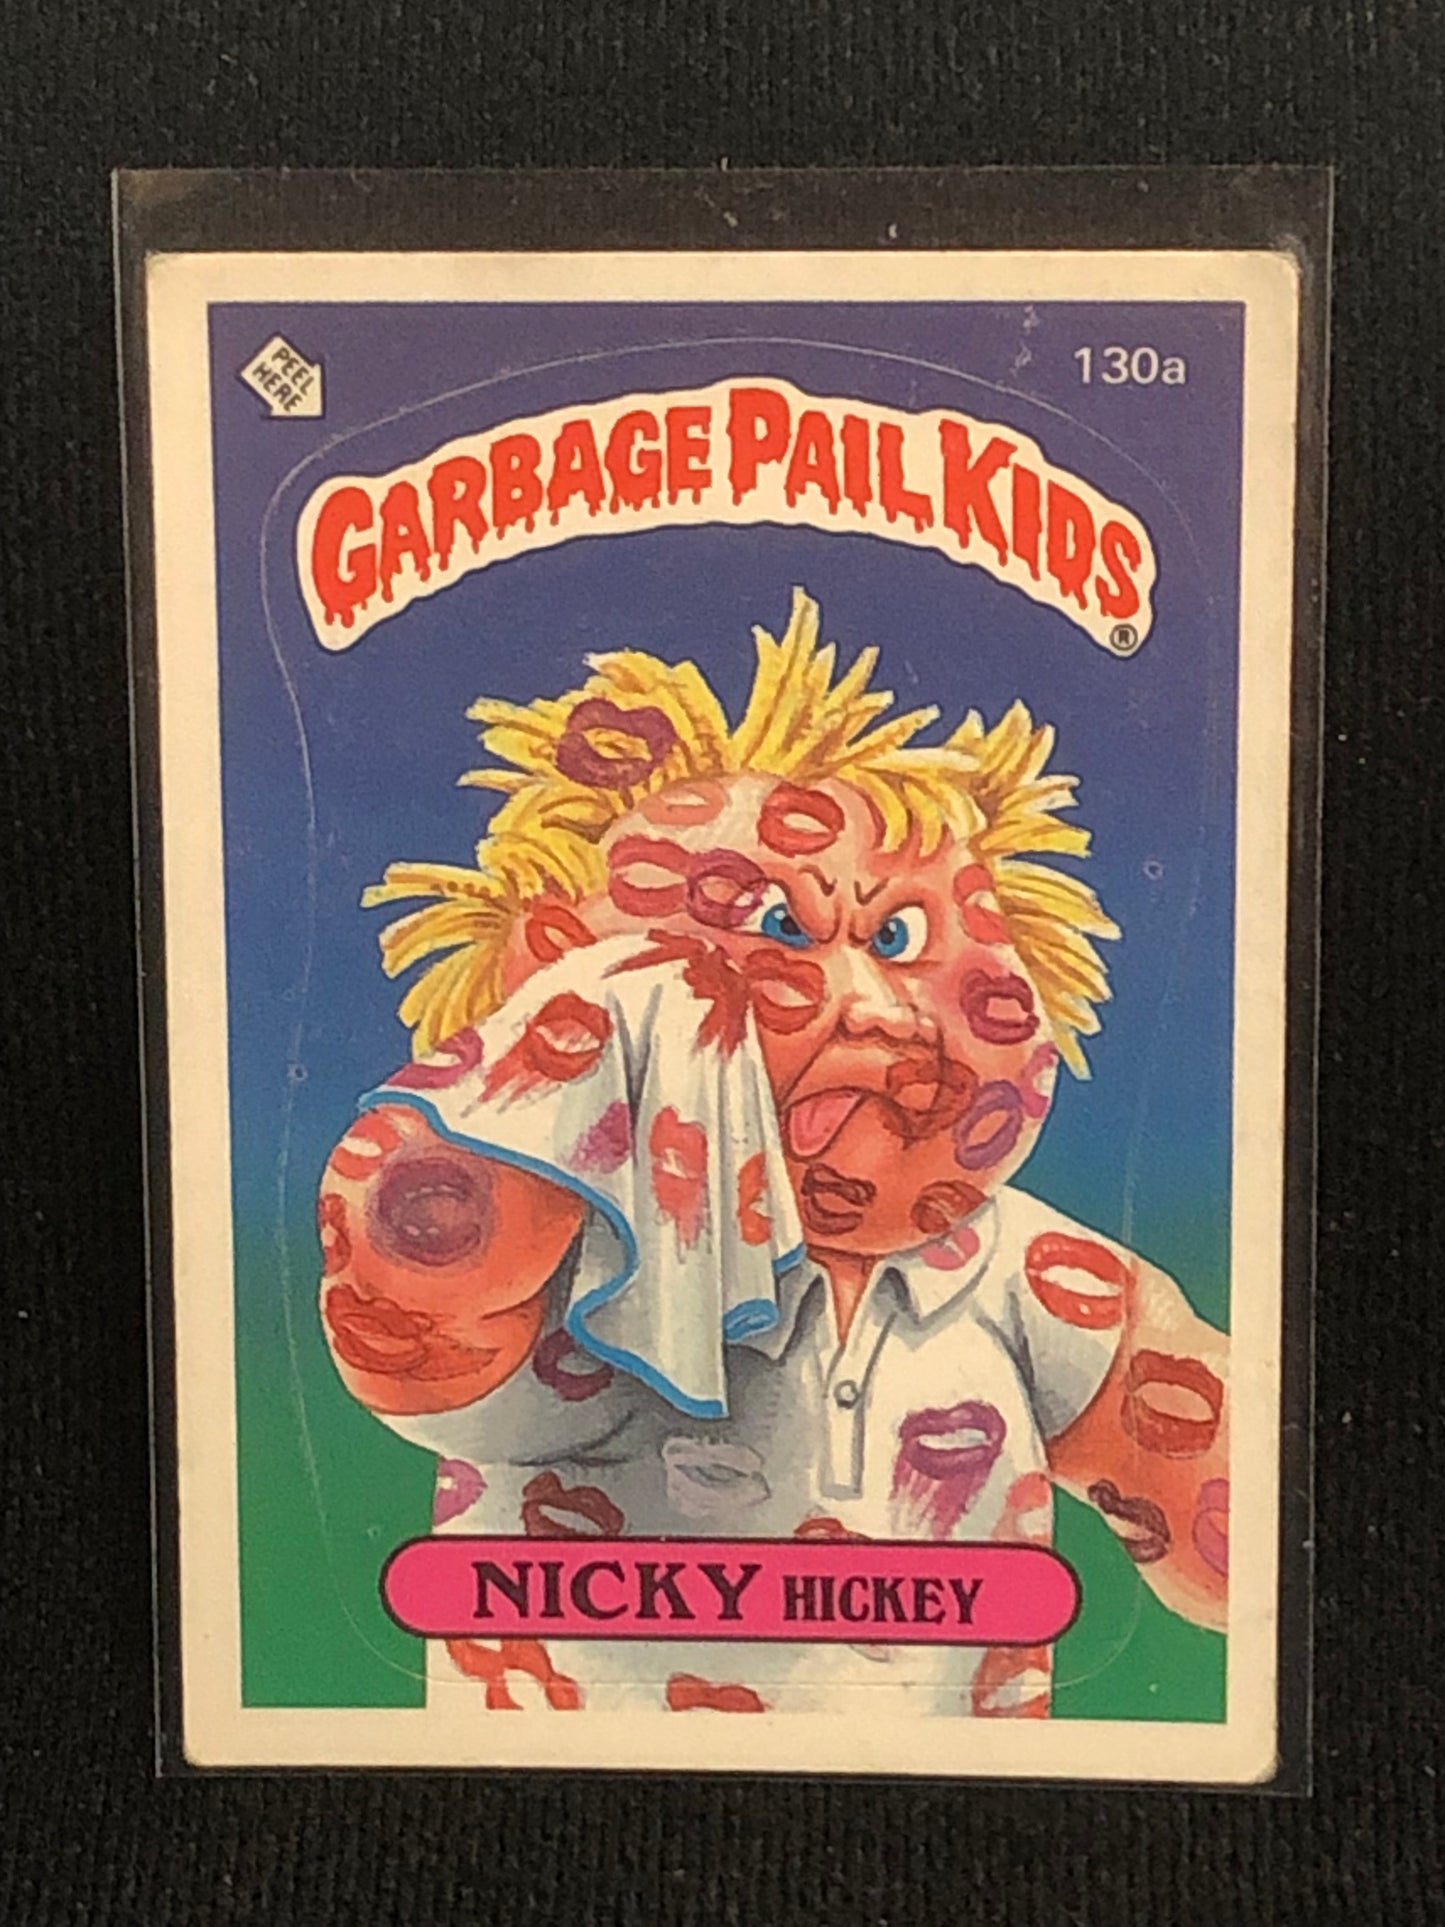 PEEL
HERE
130a
GARBAGE PAIL KIDS
®
NICKY HICKEY